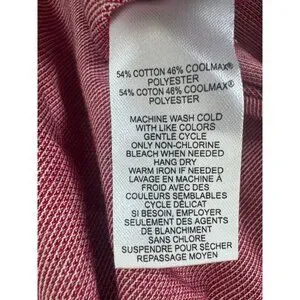 54% COTTON 46% COOLMAX®
POLYESTER
54% COTON 46% COOLMAX®
POLYESTER
MACHINE WASH COLD
WITH LIKE COLORS
GENTLE CYCLE
ONLY NON-CHLORINE
BLEACH WHEN NEEDED
HANG DRY
WARM IRON IF NEEDED
LAVAGE EN MACHINE À
FROID AVEC DES
COULEURS SEMBLABLES
CYCLE DÉLICAT
SI BESOIN, EMPLOYER
SEULEMENT DES AGENTS
DE BLANCHIMENT
SANS CHLORE
SUSPENDRE POUR SÉCHER
REPASSAGE MOYEN